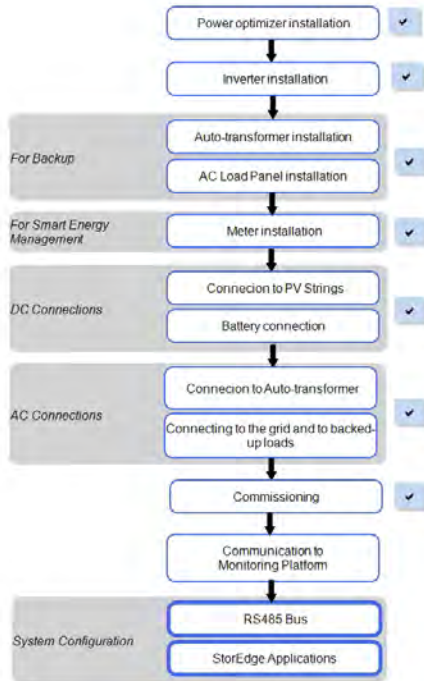 Power optimizer installation
Inverter installation
For Backup
Auto-transformer installation
AC Load Panel installation
For Smart Energy
Management
Meter installation
DC Connections
Connecion to PV Strings
Battery connection
AC Connections
Connecion to Auto-transformer
Connecting to the grid and to backed-
up loads
Commissioning
Communication to
Monitoring Platform
System Configuration
RS485 Bus
StorEdge Applications